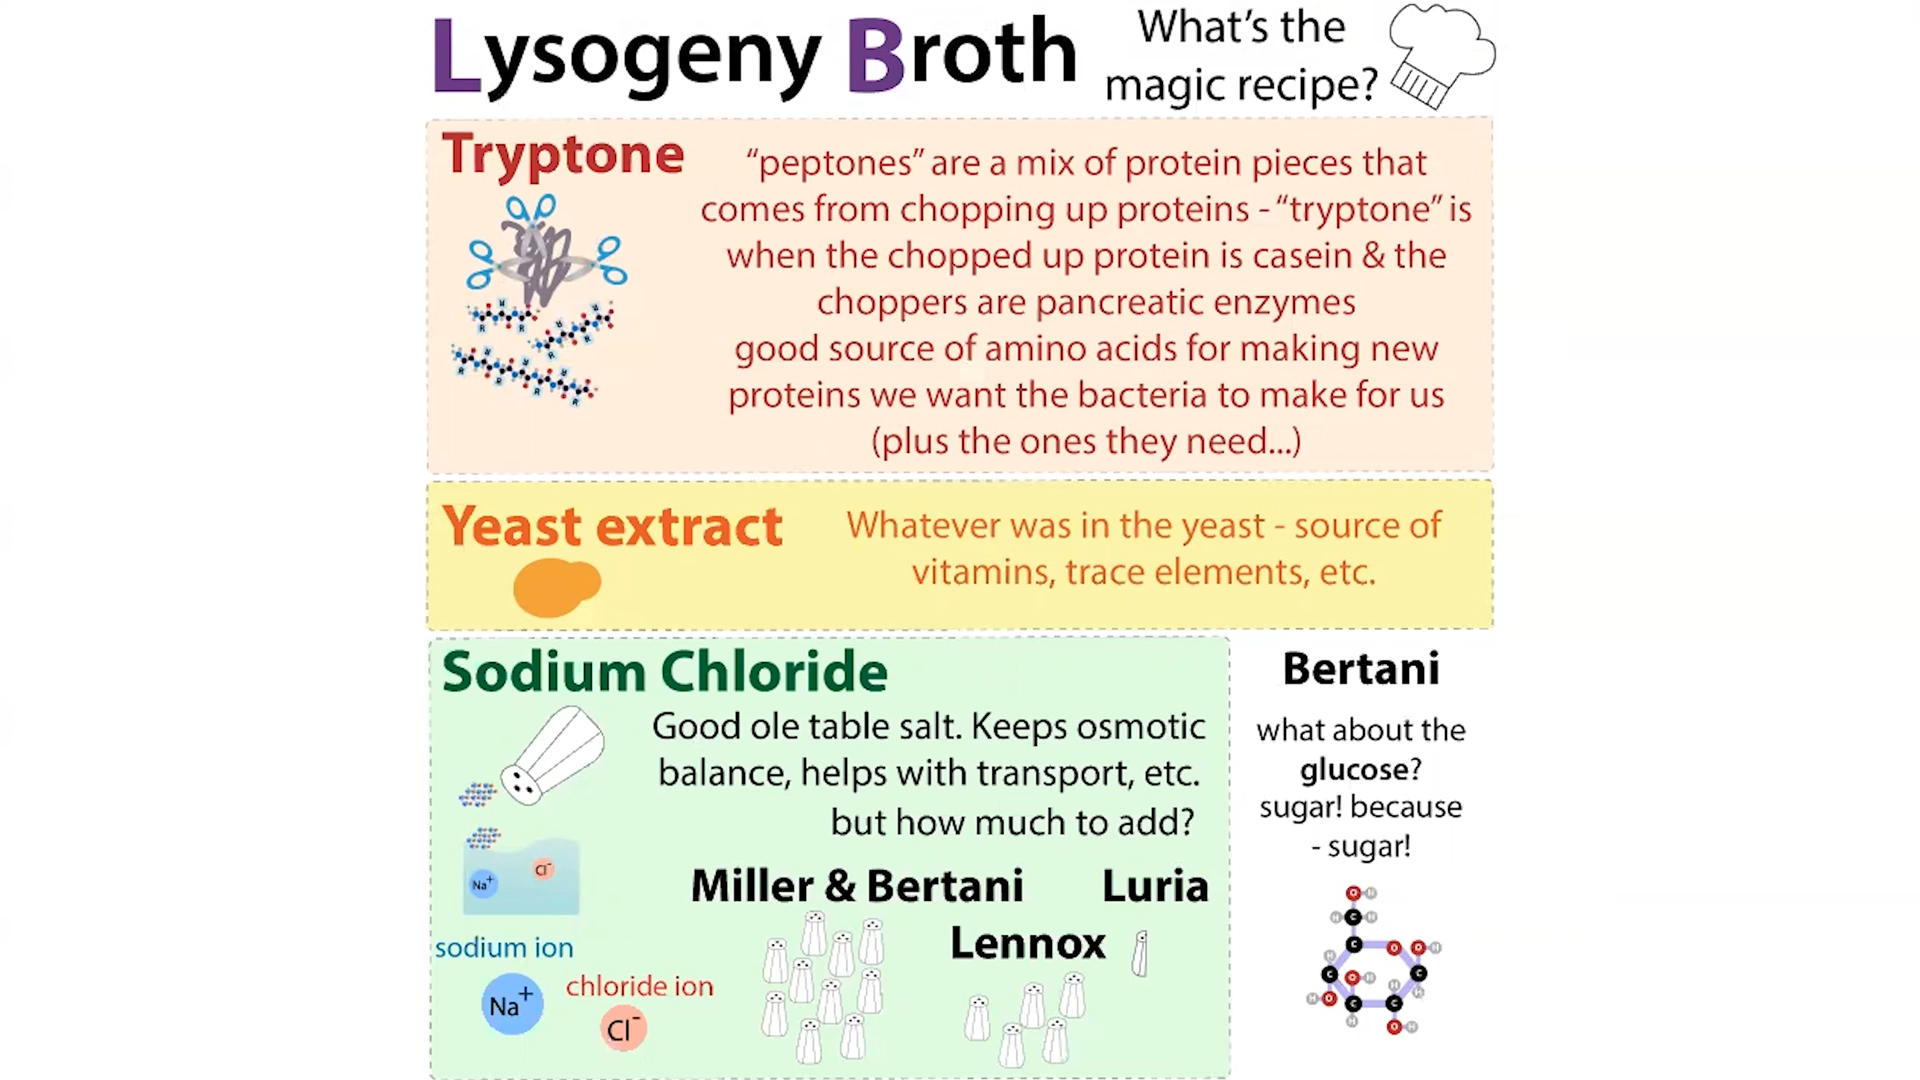 Lysogeny Broth
What's the
magic recipe?
Tryptone
“peptones” are a mix of protein pieces that
comes from chopping up proteins - “tryptone” is
when the chopped up protein is casein & the
choppers are pancreatic enzymes
good source of amino acids for making new
proteins we want the bacteria to make for us
(plus the ones they need...)
Yeast extract
Whatever was in the yeast - source of
vitamins, trace elements, etc.
Sodium Chloride
Good ole table salt. Keeps osmotic
balance, helps with transport, etc.
but how much to add?
Miller & Bertani
Luria
Lennox
Na+
Cl-
sodium ion
Na+
chloride ion
Cl-
Bertani
what about the
glucose?
sugar! because
- sugar!